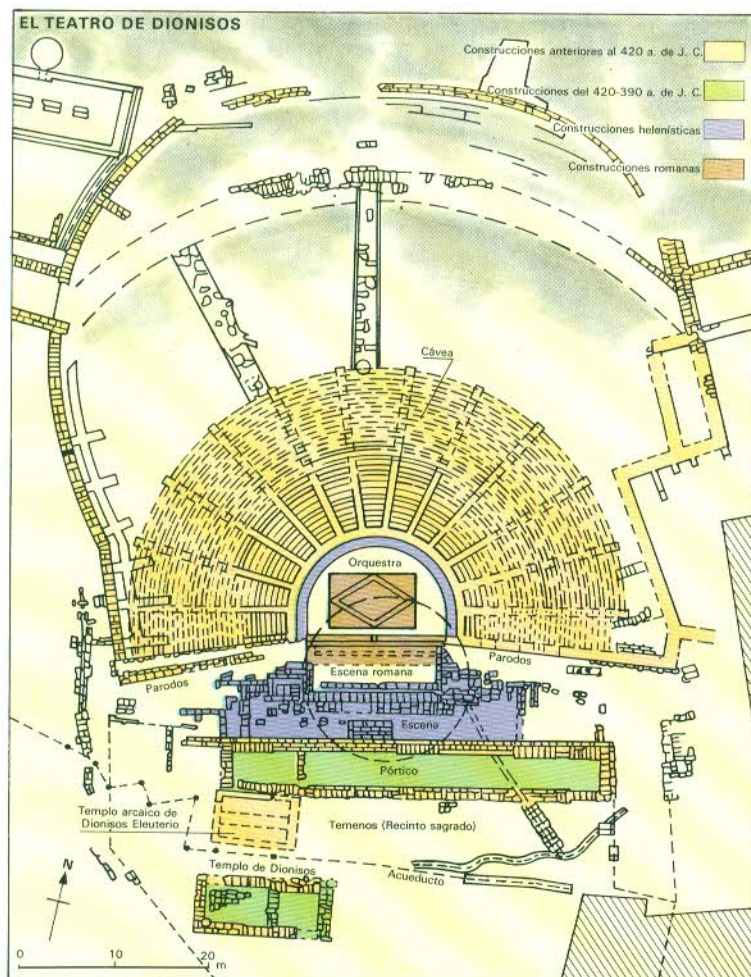 EL TEATRO DE DIONISOS
Construcciones anteriores al 420 a. de J. C.
Construcciones del 420-390 a. de J. C.
Construcciones helenísticas
Construcciones romanas
Cávea
Orquestra
Parodos
Parodos
Escena romana
Escena
Pórtico
Templo arcaico de
Dionisos Eleuterio
Temenos (Recinto sagrado)
Templo de Dionisos
Acueducto
N
0 10 20
m